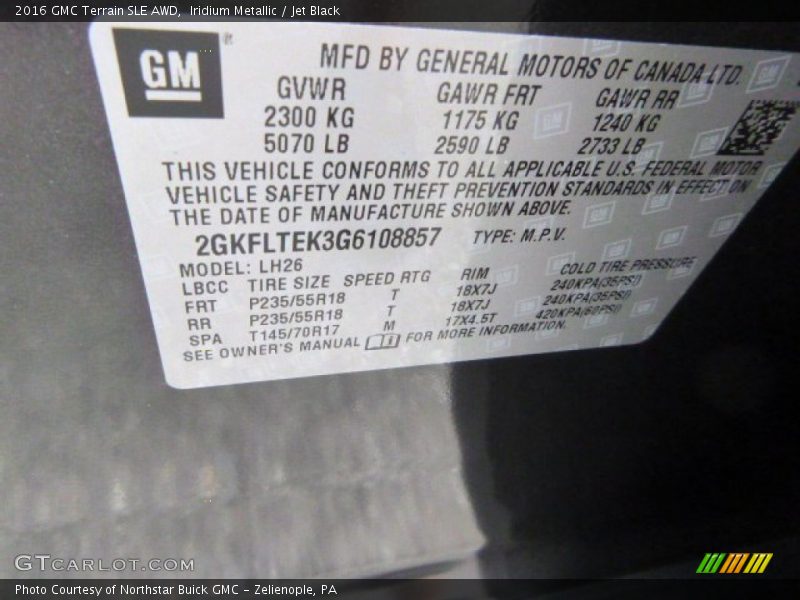 2016 GMC Terrain SLE AWD,  Iridium Metallic / Jet Black
GM
MFD BY GENERAL MOTORS OF CANADA LTD.
GVWR GAWR FRT GAWR RR
2300 KG 1175 KG 1240 KG
5070 LB 2590 LB 2733 LB
THIS VEHICLE CONFORMS TO ALL APPLICABLE U.S. FEDERAL MOTOR
VEHICLE SAFETY AND THEFT PREVENTION STANDARDS IN EFFECT ON
THE DATE OF MANUFACTURE SHOWN ABOVE.
2GKFLTEK3G6108857 TYPE: M.P.V.
MODEL: LH26
LBCC TIRE SIZE SPEED RTG RIM COLD TIRE PRESSURE
FRT P235/55R18 T 18X7J 240KPA(35PSI)
RR P235/55R18 T 18X7J 240KPA(35PSI)
SPA T145/70R17 M 17X4.5T 420KPA(60PSI)
SEE OWNER'S MANUAL FOR MORE INFORMATION.
GTCARLOT.COM
Photo Courtesy of Northstar Buick GMC - Zelienople, PA